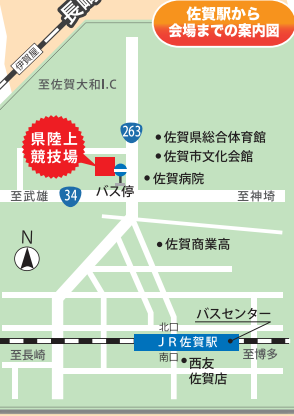 佐賀駅から
会場までの案内図
長崎
伊賀屋
至佐賀大和I.C
県陸上
競技場
263
・佐賀県総合体育館
・佐賀市文化会館
・佐賀病院
バス停
至武雄
34
至神埼
N
・佐賀商業高
バスセンター
北口
JR佐賀駅
南口
至長崎
至博多
・西友
佐賀店